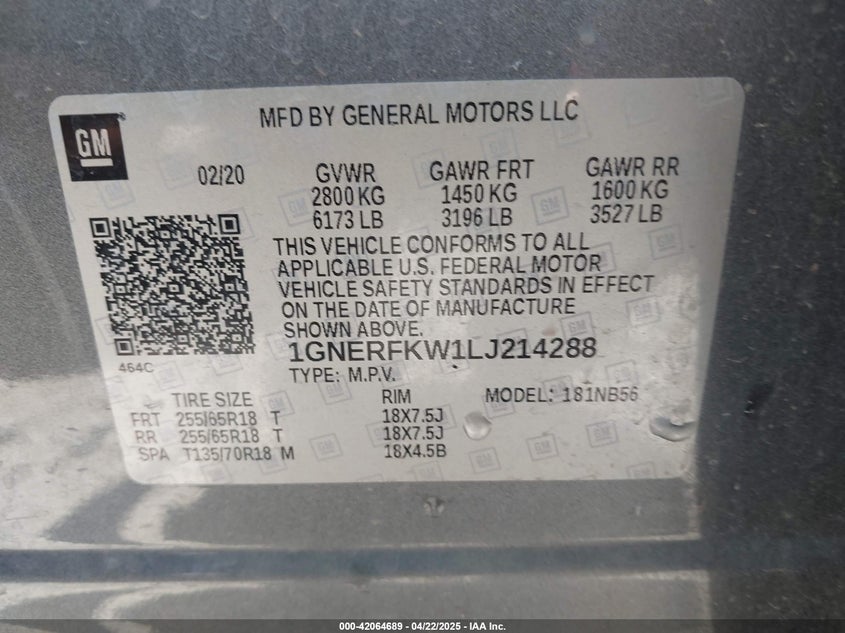 GM
MFD BY GENERAL MOTORS LLC
02/20 GVWR GAWR FRT GAWR RR
2800 KG 1450 KG 1600 KG
6173 LB 3196 LB 3527 LB
THIS VEHICLE CONFORMS TO ALL
APPLICABLE U.S. FEDERAL MOTOR
VEHICLE SAFETY STANDARDS IN EFFECT
ON THE DATE OF MANUFACTURE
SHOWN ABOVE.
1GNERFKW1LJ214288
464C
TYPE: M.P.V.
TIRE SIZE RIM MODEL: 181NB56
FRT 255/65R18 T 18X7.5J
RR 255/65R18 T 18X7.5J
SPA T135/70R18 M 18X4.5B
000-42064689 - 04/22/2025 - IAA Inc.